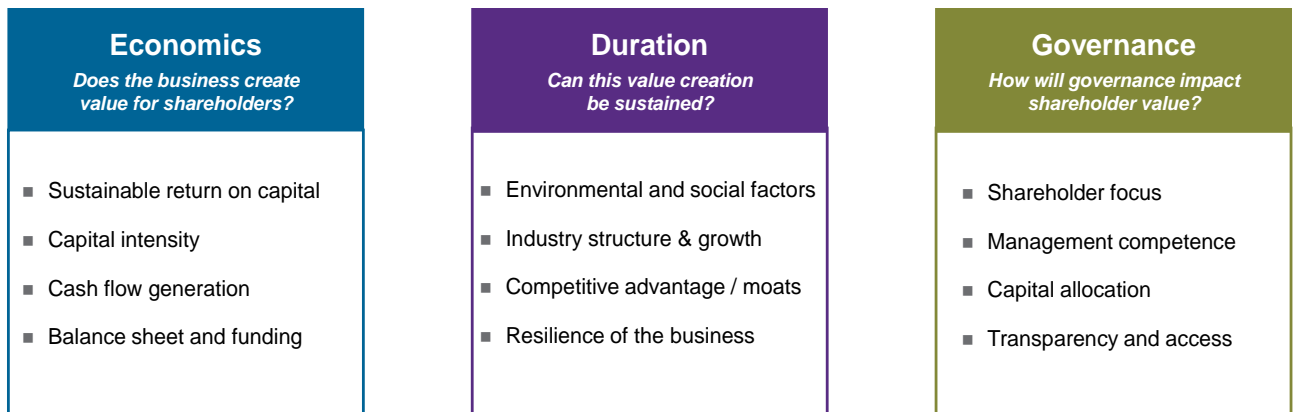 Economics
Does the business create
value for shareholders?
■ Sustainable return on capital
■ Capital intensity
■ Cash flow generation
■ Balance sheet and funding
Duration
Can this value creation
be sustained?
■ Environmental and social factors
■ Industry structure & growth
■ Competitive advantage / moats
■ Resilience of the business
Governance
How will governance impact
shareholder value?
■ Shareholder focus
■ Management competence
■ Capital allocation
■ Transparency and access